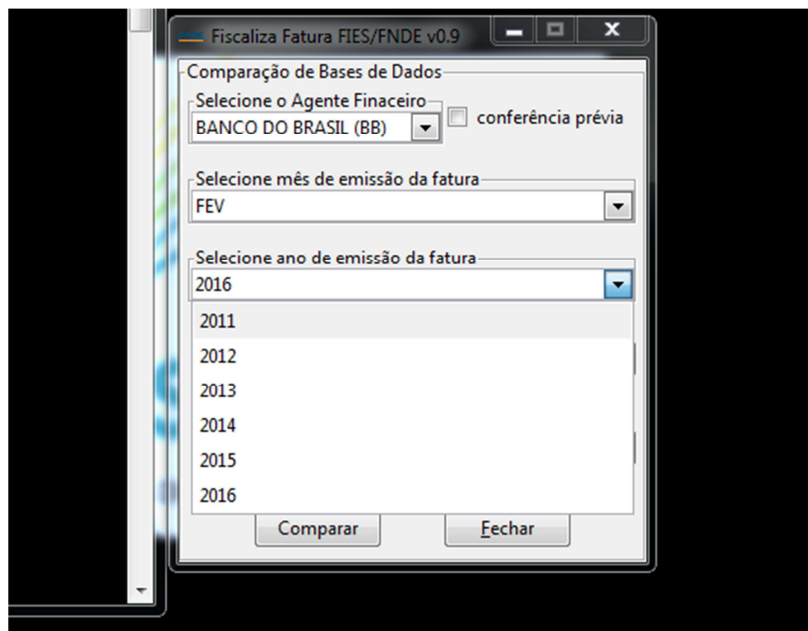 Fiscaliza Fatura FIES/FNDE v0.9
Comparação de Bases de Dados
Selecione o Agente Finaceiro
BANCO DO BRASIL (BB)
conferência prévia
Selecione mês de emissão da fatura
FEV
Selecione ano de emissão da fatura
2016
2011
2012
2013
2014
2015
2016
Comparar Fechar